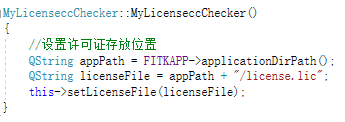 MyLicenseccChecker::MyLicenseccChecker()
{
//设置许可证存放位置
QString appPath = FITKAPP->applicationDirPath();
QString licenseFile = appPath + "/license.lic";
this->setLicenseFile(licenseFile);
}